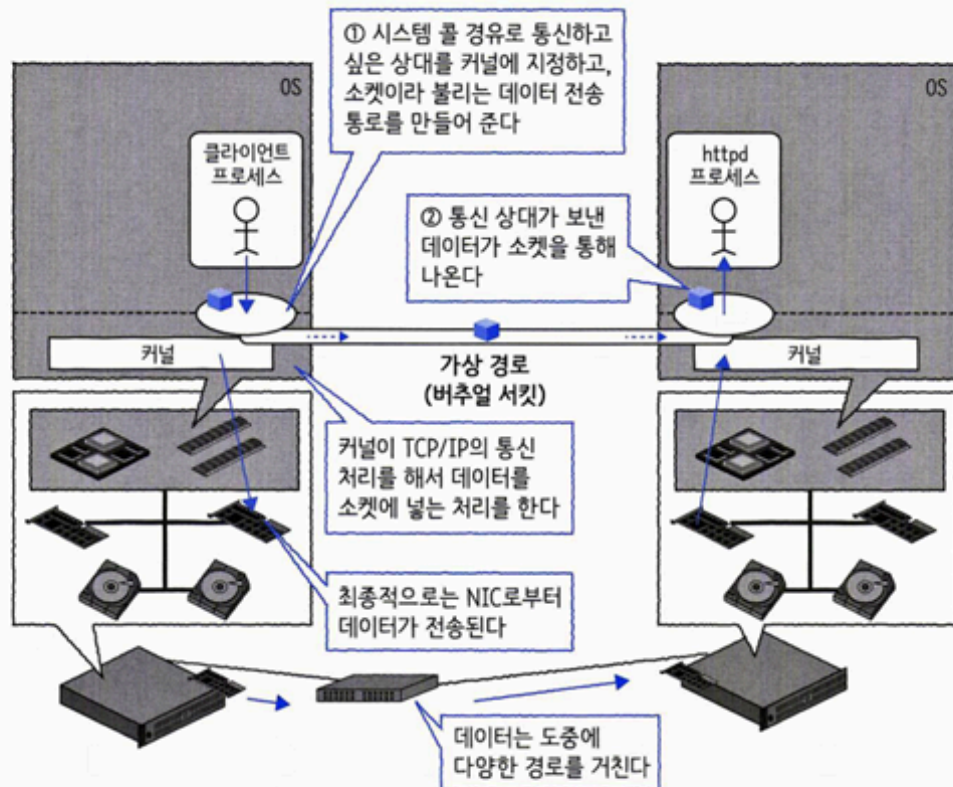 ① 시스템 콜 경유로 통신하고
싶은 상대를 커널에 지정하고,
소켓이라 불리는 데이터 전송
통로를 만들어 준다
OS
OS
클라이언트
프로세스
httpd
프로세스
② 통신 상대가 보낸
데이터가 소켓을 통해
나온다
커널
커널
가상 경로
(버추얼 서킷)
커널이 TCP/IP의 통신
처리를 해서 데이터를
소켓에 넣는 처리를 한다
최종적으로는 NIC로부터
데이터가 전송된다
데이터는 도중에
다양한 경로를 거친다